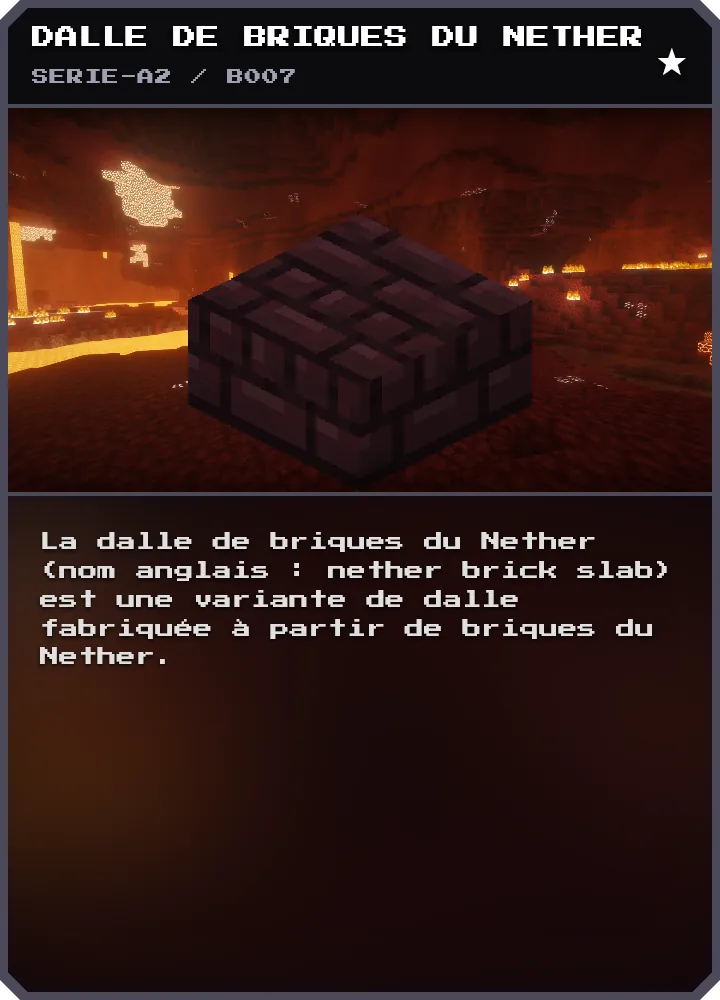 DALLE DE BRIQUES DU NETHER
SERIE-A2 / B007
La dalle de briques du Nether
(nom anglais : nether brick slab)
est une variante de dalle
fabriquée à partir de briques du
Nether.